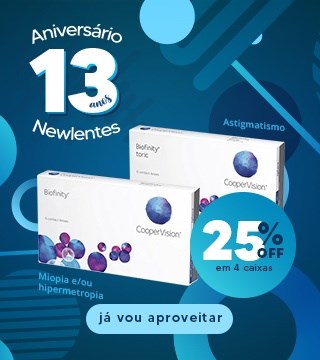 Aniversário
13
anos
Newlentes
Astigmatismo
Biofinity®
toric
CooperVision®
Biofinity®
CooperVision®
Miopia e/ou
hipermetropia
25%
OFF
em 4 caixas
já vou aproveitar